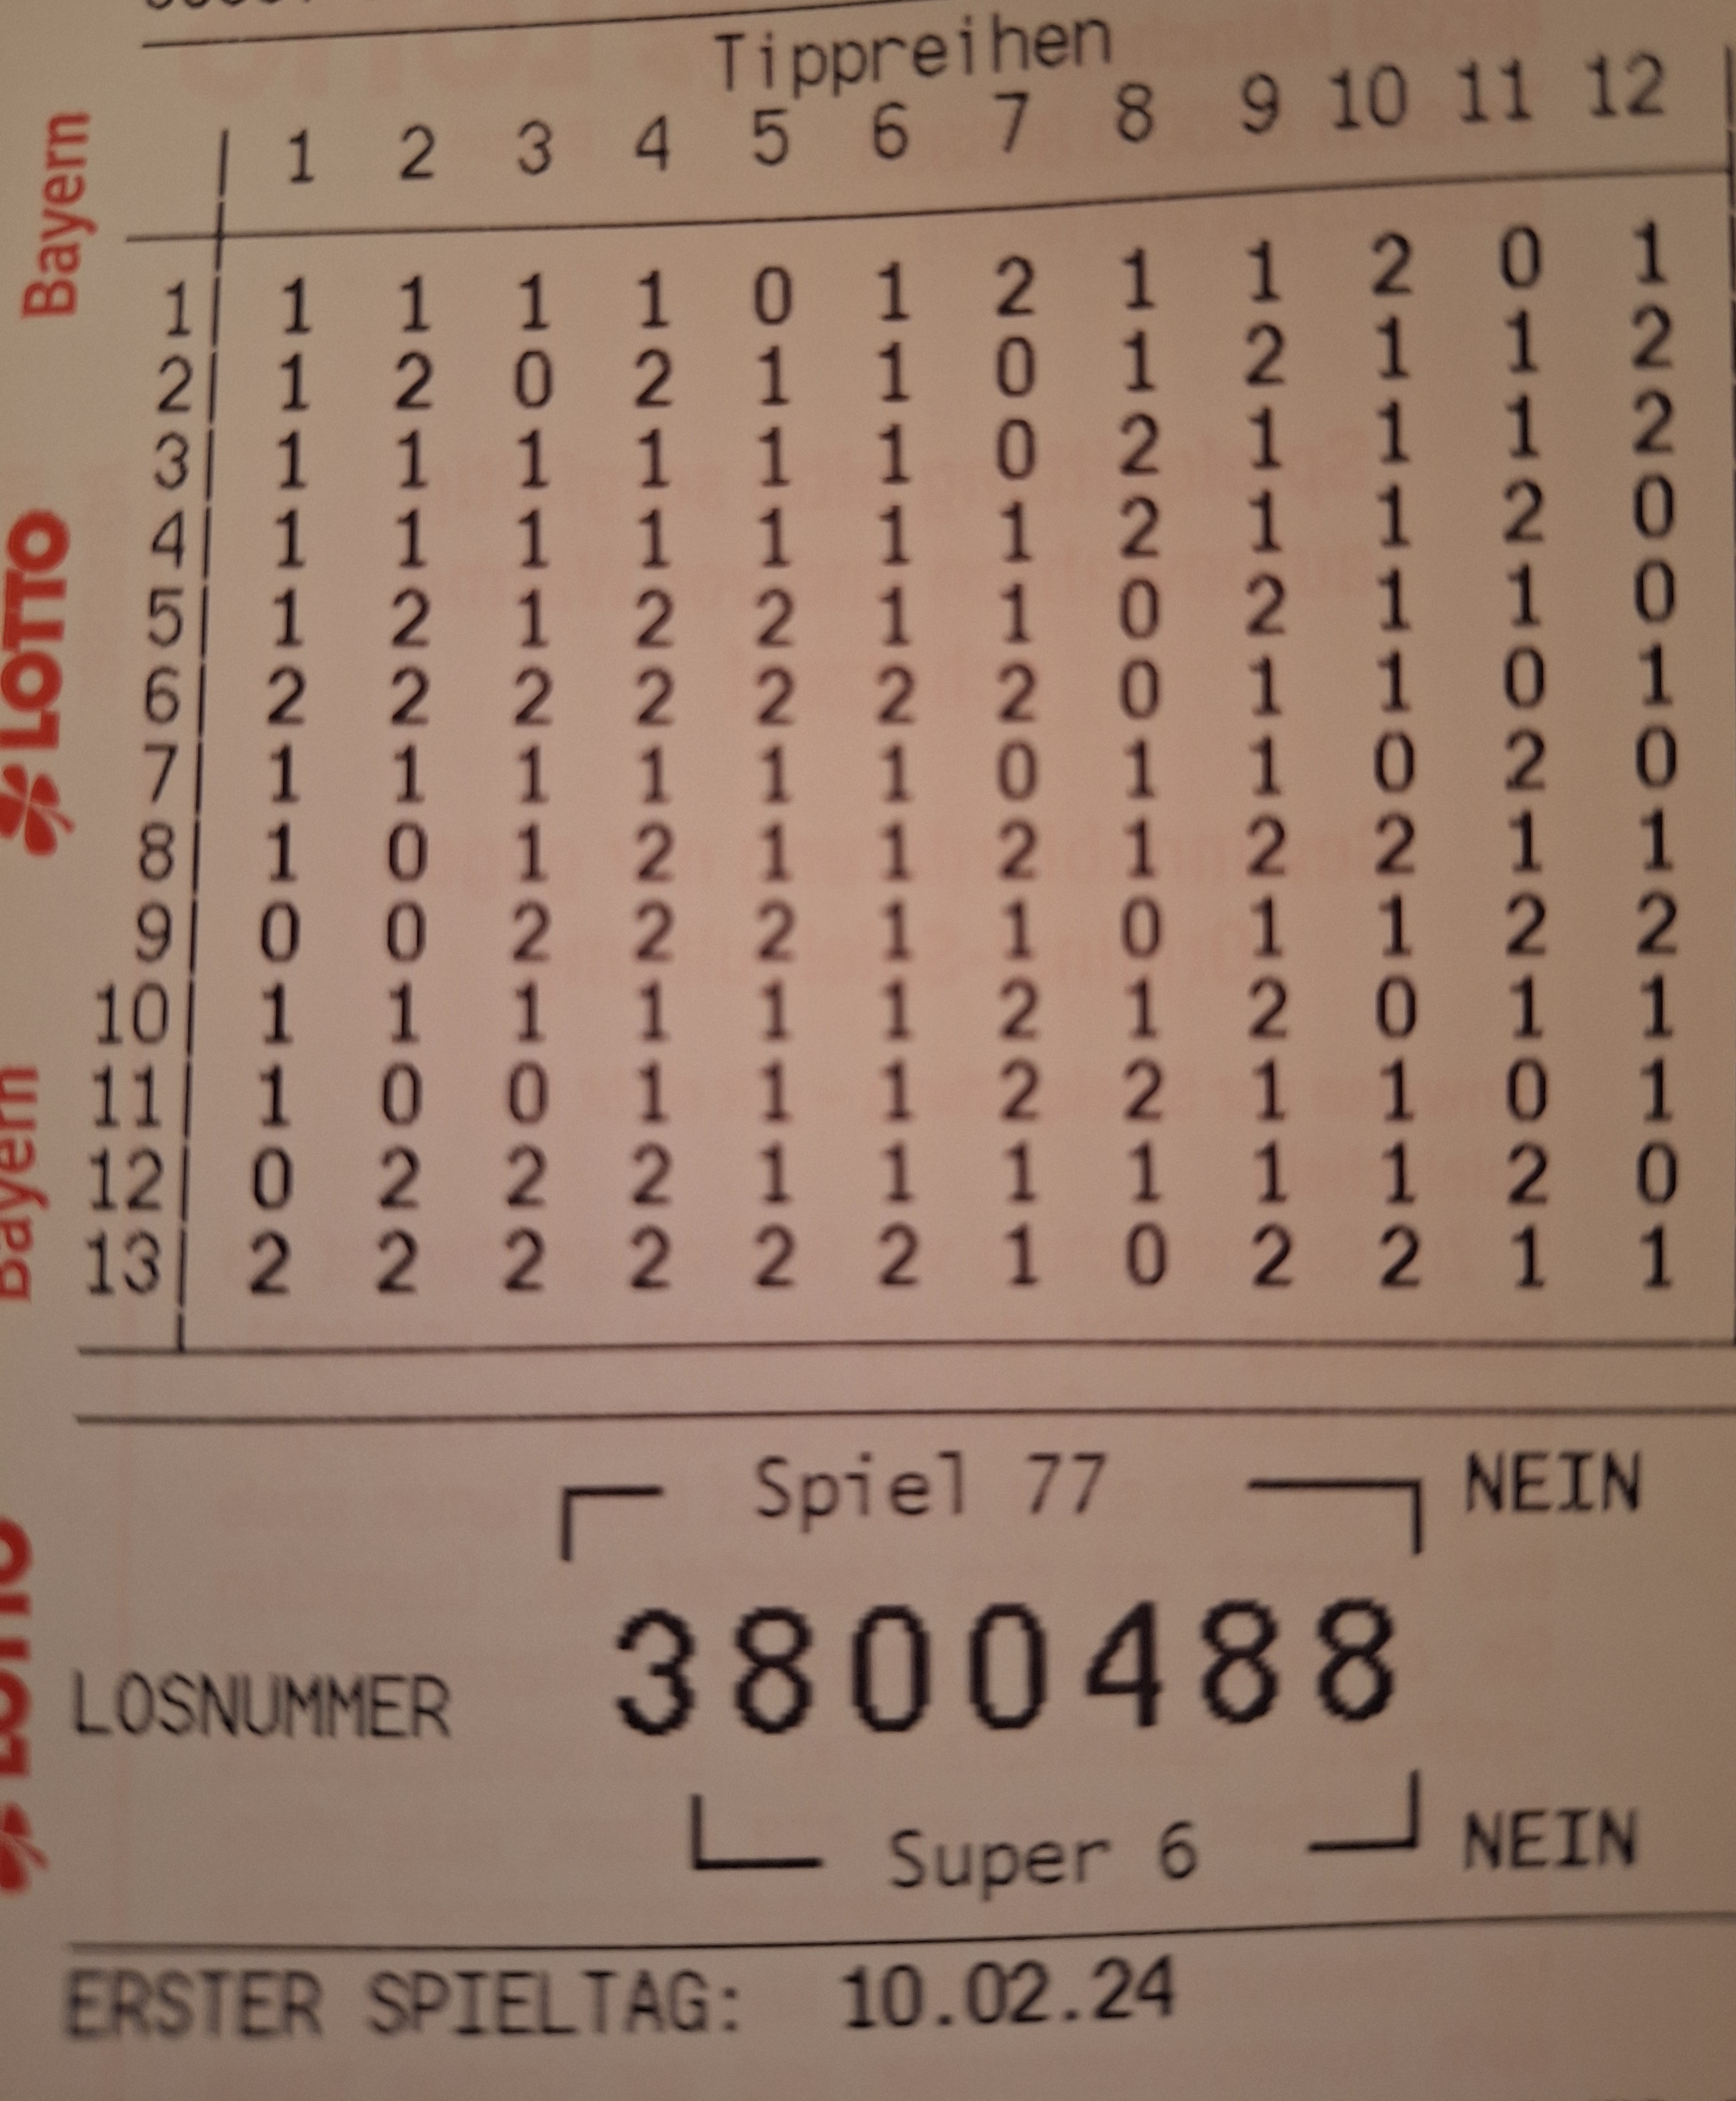 Tippreihen
1 2 3 4 5 6 7 8 9 10 11 12
1 1 1 1 1 0 1 2 1 1 2 0 1
2 1 2 0 2 1 1 0 1 2 1 1 2
3 1 1 1 1 1 1 0 2 1 1 1 2
4 1 1 1 1 1 1 1 2 1 1 2 0
5 1 2 1 2 2 1 1 0 2 1 1 0
6 2 2 2 2 2 2 2 0 1 1 0 1
7 1 1 1 1 1 1 0 1 1 0 2 0
8 1 0 1 2 1 1 2 1 2 2 1 1
9 0 0 2 2 2 1 1 0 1 1 2 2
10 1 1 1 1 1 1 2 1 2 0 1 1
11 1 0 0 1 1 1 2 2 1 1 0 1
12 0 2 2 2 1 1 1 1 1 1 2 0
13 2 2 2 2 2 2 1 0 2 2 1 1
Spiel 77 NEIN
LOSNUMMER 3800488
Super 6 NEIN
ERSTER SPIELTAG: 10.02.24
LOTTO Bayern
LOTTO Bayern